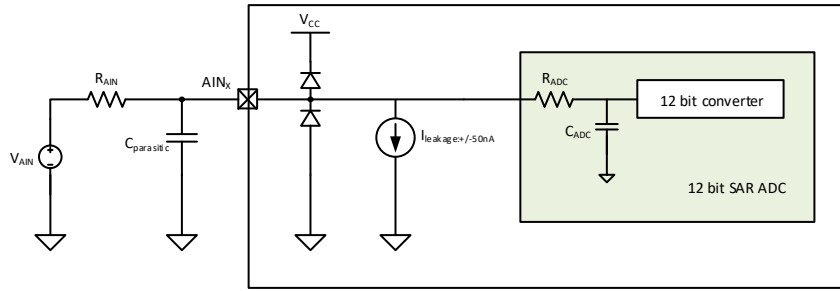 V_CC
R_AIN
AIN_X
R_ADC
12 bit converter
V_AIN
C_parasitic
I_leakage:+/-50nA
C_ADC
12 bit SAR ADC